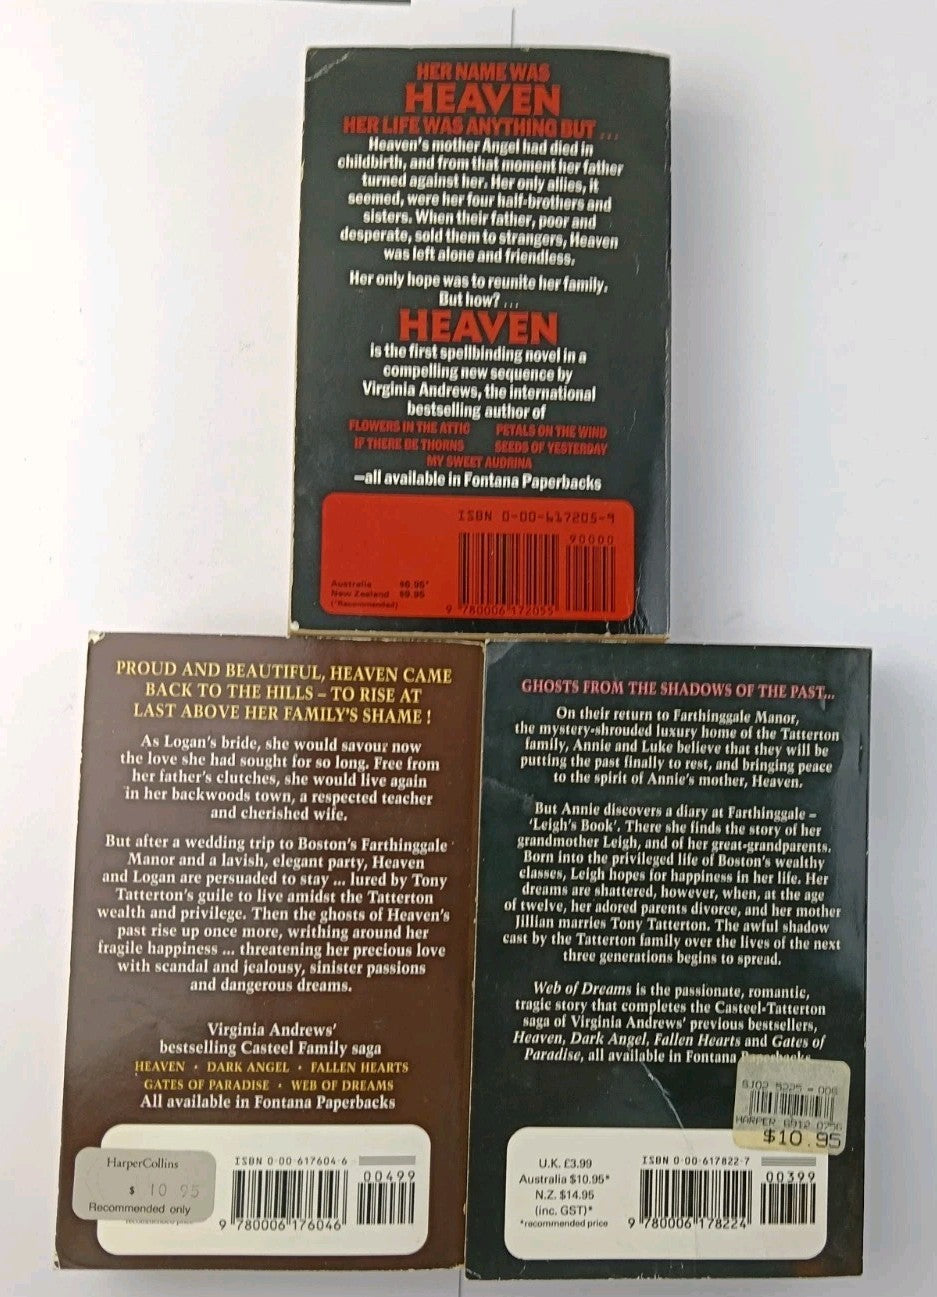 HER NAME WAS
HEAVEN
HER LIFE WAS ANYTHING BUT ...
Heaven's mother Angel had died in
childbirth, and from that moment her father
turned against her. Her only allies, it
seemed, were her four half-brothers and
sisters. When their father, poor and
desperate, sold them to strangers, Heaven
was left alone and friendless.
Her only hope was to reunite her family.
But how? ...
HEAVEN
is the first spellbinding novel in a
compelling new sequence by
Virginia Andrews, the international
bestselling author of
FLOWERS IN THE ATTIC PETALS ON THE WIND
IF THERE BE THORNS SEEDS OF YESTERDAY
MY SWEET AUDRINA
—all available in Fontana Paperbacks
ISBN 0-00-617205-9
90000
Australia $6.95*
New Zealand $9.95
(*Recommended)
9 780006 172055
PROUD AND BEAUTIFUL, HEAVEN CAME
BACK TO THE HILLS – TO RISE AT
LAST ABOVE HER FAMILY'S SHAME !
As Logan's bride, she would savour now
the love she had sought for so long. Free from
her father's clutches, she would live again
in her backwoods town, a respected teacher
and cherished wife.
But after a wedding trip to Boston's Farthinggale
Manor and a lavish, elegant party, Heaven
and Logan are persuaded to stay ... lured by Tony
Tatterton's guile to live amidst the Tatterton
wealth and privilege. Then the ghosts of Heaven's
past rise up once more, writhing around her
fragile happiness ... threatening her precious love
with scandal and jealousy, sinister passions
and dangerous dreams.
Virginia Andrews'
bestselling Casteel Family saga
HEAVEN · DARK ANGEL · FALLEN HEARTS
GATES OF PARADISE · WEB OF DREAMS
All available in Fontana Paperbacks
HarperCollins
$ 10 95
Recommended only
ISBN 0-00-617604-6
00499
9 780006 176046
GHOSTS FROM THE SHADOWS OF THE PAST...
On their return to Farthinggale Manor,
the mystery-shrouded luxury home of the Tatterton
family, Annie and Luke believe that they will be
putting the past finally to rest, and bringing peace
to the spirit of Annie's mother, Heaven.
But Annie discovers a diary at Farthinggale –
'Leigh's Book'. There she finds the story of her
grandmother Leigh, and of her great-grandparents.
Born into the privileged life of Boston's wealthy
classes, Leigh hopes for happiness in her life. Her
dreams are shattered, however, when, at the age
of twelve, her adored parents divorce, and her mother
Jillian marries Tony Tatterton. The awful shadow
cast by the Tatterton family over the lives of the next
three generations begins to spread.
Web of Dreams is the passionate, romantic,
tragic story that completes the Casteel-Tatterton
saga of Virginia Andrews' previous bestsellers,
Heaven, Dark Angel, Fallen Hearts and Gates of
Paradise, all available in Fontana Paperbacks
HARPER
$10.95
U.K. £3.99
Australia $10.95*
N.Z. $14.95
(inc. GST)*
*recommended price
ISBN 0-00-617822-7
00399
9 780006 178224